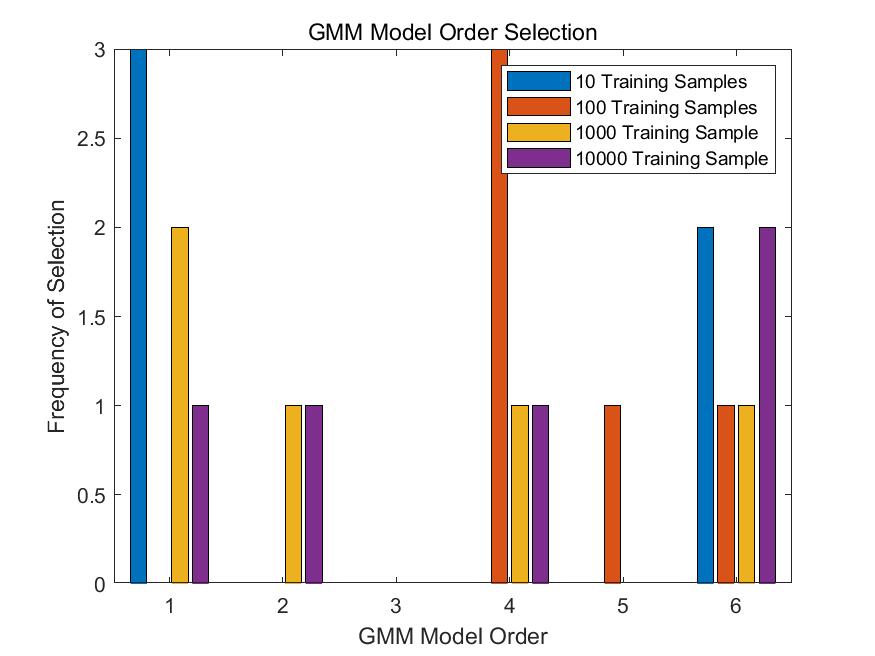 GMM Model Order Selection
3
2.5
2
1.5
1
0.5
0
Frequency of Selection
10 Training Samples
100 Training Samples
1000 Training Sample
10000 Training Sample
1 2 3 4 5 6
GMM Model Order